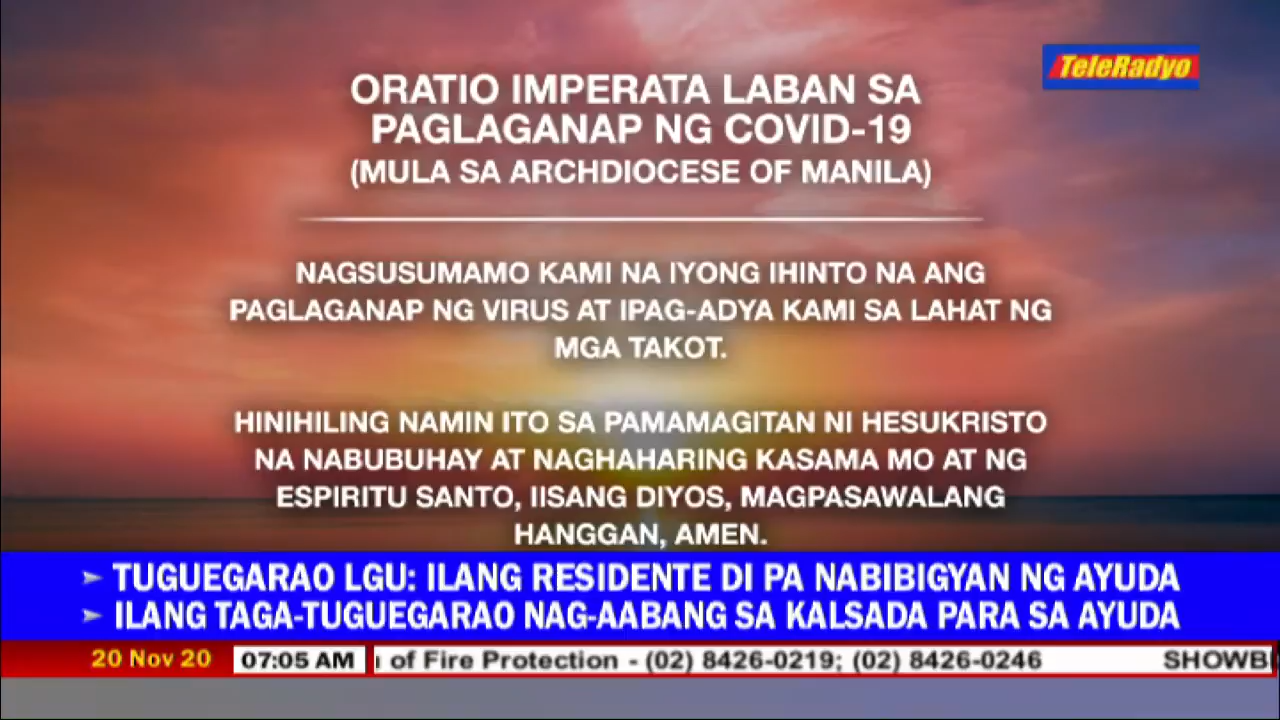 TeleRadyo
ORATIO IMPERATA LABAN SA
PAGLAGANAP NG COVID-19
(MULA SA ARCHDIOCESE OF MANILA)
NAGSUSUMAMO KAMI NA IYONG IHINTO NA ANG
PAGLAGANAP NG VIRUS AT IPAG-ADYA KAMI SA LAHAT NG
MGA TAKOT.
HINIHILING NAMIN ITO SA PAMAMAGITAN NI HESUKRISTO
NA NABUBUHAY AT NAGHAHARING KASAMA MO AT NG
ESPIRITU SANTO, IISANG DIYOS, MAGPASAWALANG
HANGGAN, AMEN.
➤ TUGUEGARAO LGU: ILANG RESIDENTE DI PA NABIBIGYAN NG AYUDA
➤ ILANG TAGA-TUGUEGARAO NAG-AABANG SA KALSADA PARA SA AYUDA
20 Nov 20 07:05 AM of Fire Protection - (02) 8426-0219; (02) 8426-0246 SHOWB